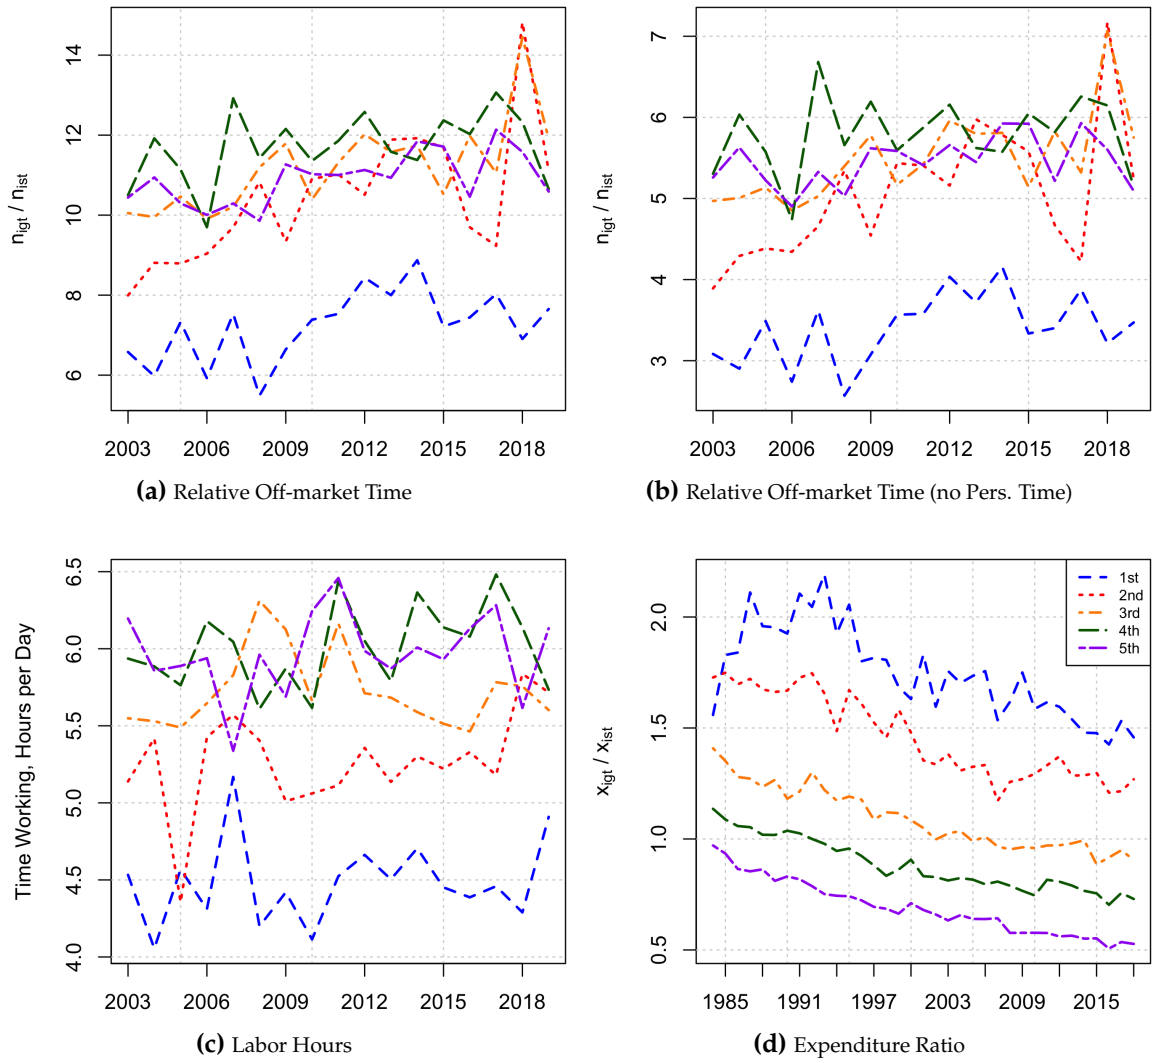 14
12
10
8
6
n_igt / n_ist
2003 2006 2009 2012 2015 2018
(a) Relative Off-market Time
7
6
5
4
3
n_igt / n_ist
2003 2006 2009 2012 2015 2018
(b) Relative Off-market Time (no Pers. Time)
6.5
6.0
5.5
5.0
4.5
4.0
Time Working, Hours per Day
2003 2006 2009 2012 2015 2018
(c) Labor Hours
2.0
1.5
1.0
0.5
x_igt / x_ist
1st
2nd
3rd
4th
5th
1985 1991 1997 2003 2009 2015
(d) Expenditure Ratio